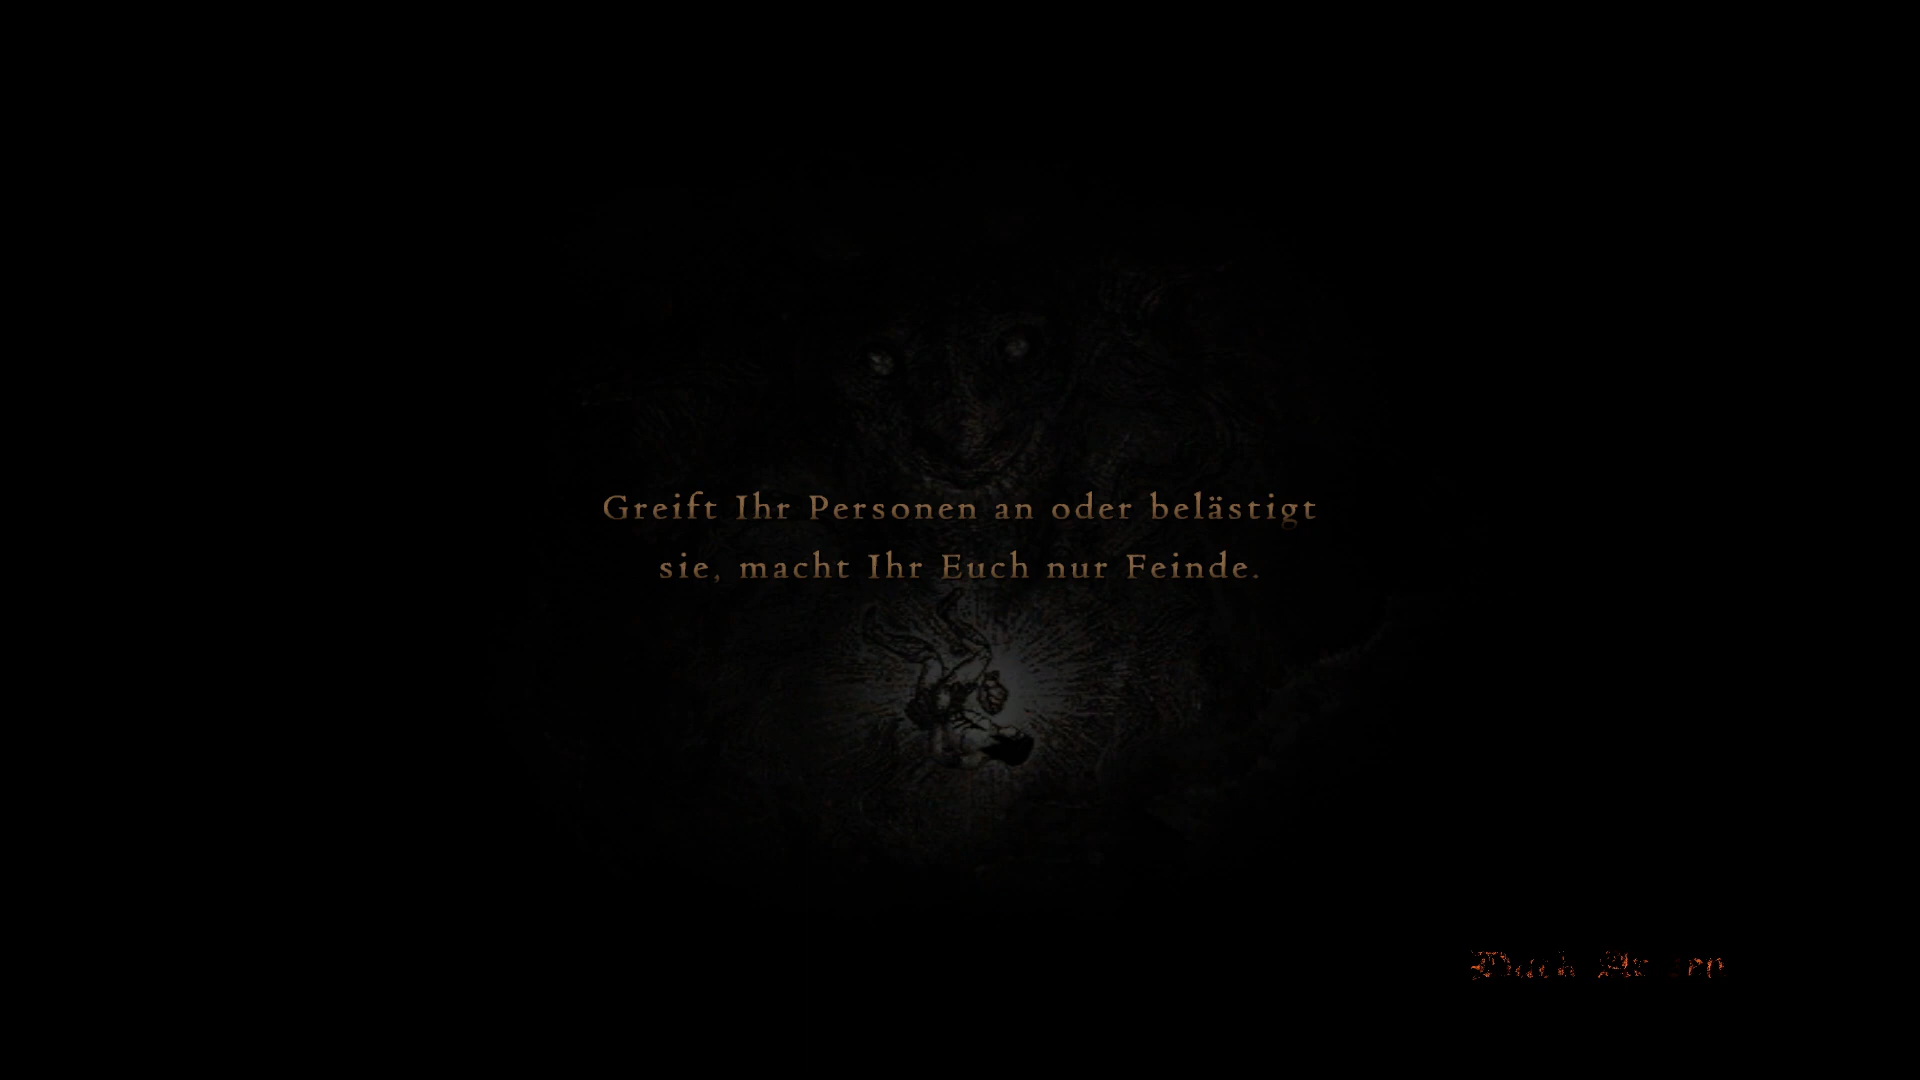 Greift Ihr Personen an oder belästigt
sie, macht Ihr Euch nur Feinde.